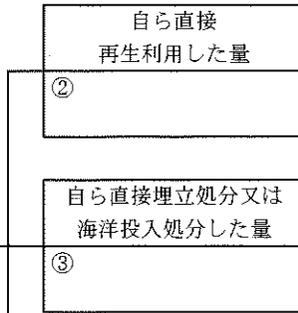 自ら直接
再生利用した量
②
自ら直接埋立処分又は
海洋投入処分した量
③